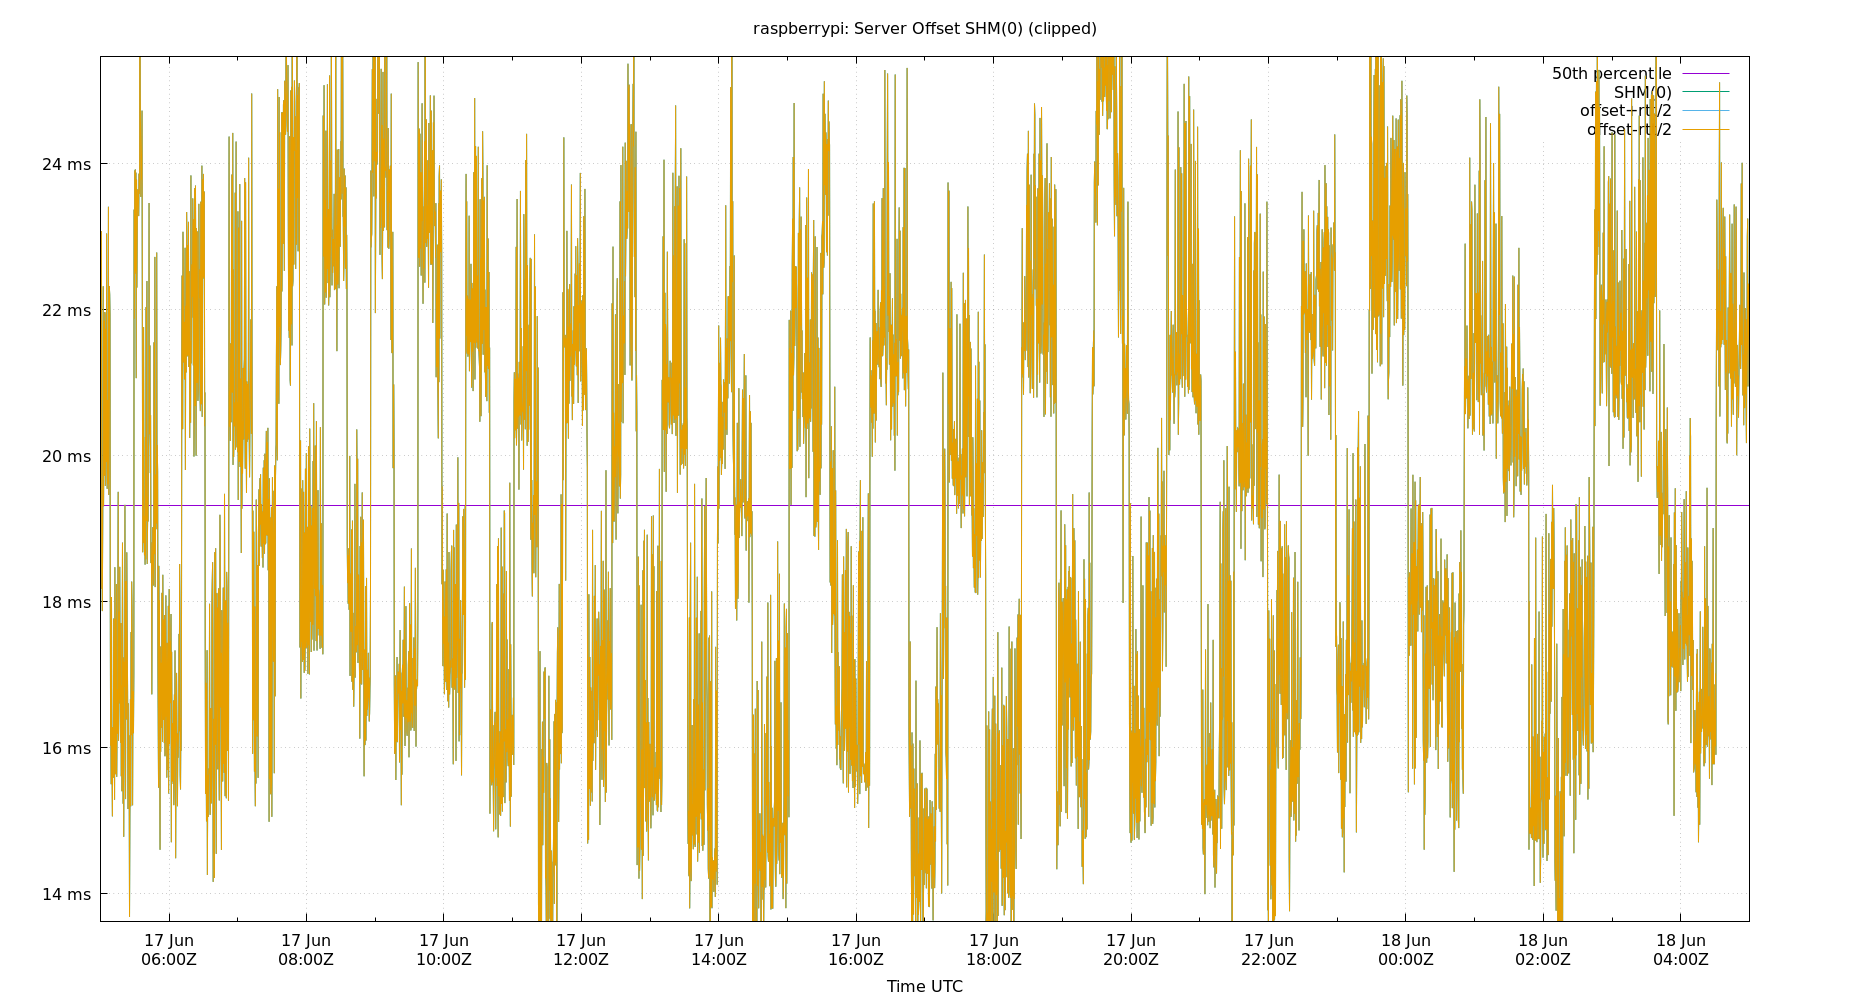 raspberrypi: Server Offset SHM(0) (clipped)
50th percentile
SHM(0)
offset+rtt/2
offset-rtt/2
24 ms
22 ms
20 ms
18 ms
16 ms
14 ms
17 Jun 17 Jun 17 Jun 17 Jun 17 Jun 17 Jun 17 Jun 17 Jun 17 Jun 18 Jun 18 Jun 18 Jun
06:00Z 08:00Z 10:00Z 12:00Z 14:00Z 16:00Z 18:00Z 20:00Z 22:00Z 00:00Z 02:00Z 04:00Z
Time UTC